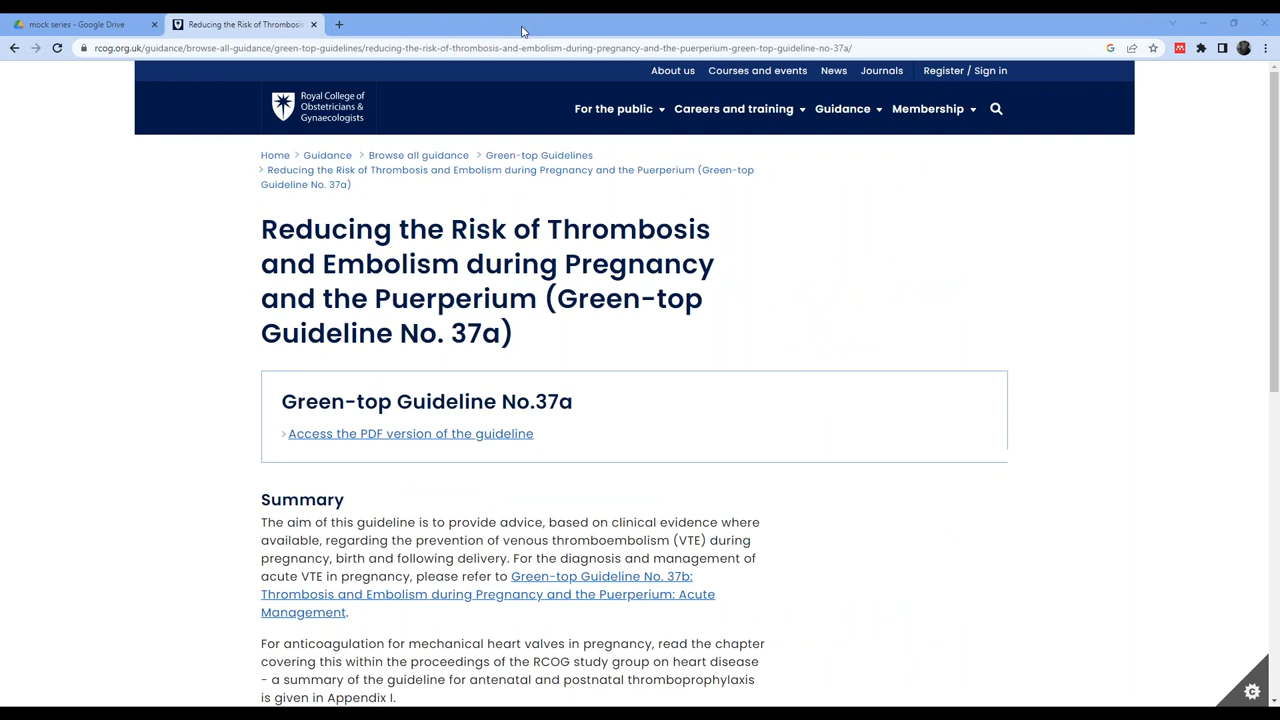 mock series - Google Drive
Reducing the Risk of Thrombosis
rcog.org.uk/guidance/browse-all-guidance/green-top-guidelines/reducing-the-risk-of-thrombosis-and-embolism-during-pregnancy-and-the-puerperium-green-top-guideline-no-37a/
About us Courses and events News Journals Register / Sign in
Royal College of
Obstetricians &
Gynaecologists
For the public Careers and training Guidance Membership
Home > Guidance > Browse all guidance > Green-top Guidelines
> Reducing the Risk of Thrombosis and Embolism during Pregnancy and the Puerperium (Green-top
Guideline No. 37a)
Reducing the Risk of Thrombosis
and Embolism during Pregnancy
and the Puerperium (Green-top
Guideline No. 37a)
Green-top Guideline No.37a
> Access the PDF version of the guideline
Summary
The aim of this guideline is to provide advice, based on clinical evidence where
available, regarding the prevention of venous thromboembolism (VTE) during
pregnancy, birth and following delivery. For the diagnosis and management of
acute VTE in pregnancy, please refer to Green-top Guideline No. 37b:
Thrombosis and Embolism during Pregnancy and the Puerperium: Acute
Management.
For anticoagulation for mechanical heart valves in pregnancy, read the chapter
covering this within the proceedings of the RCOG study group on heart disease
- a summary of the guideline for antenatal and postnatal thromboprophylaxis
is given in Appendix I.